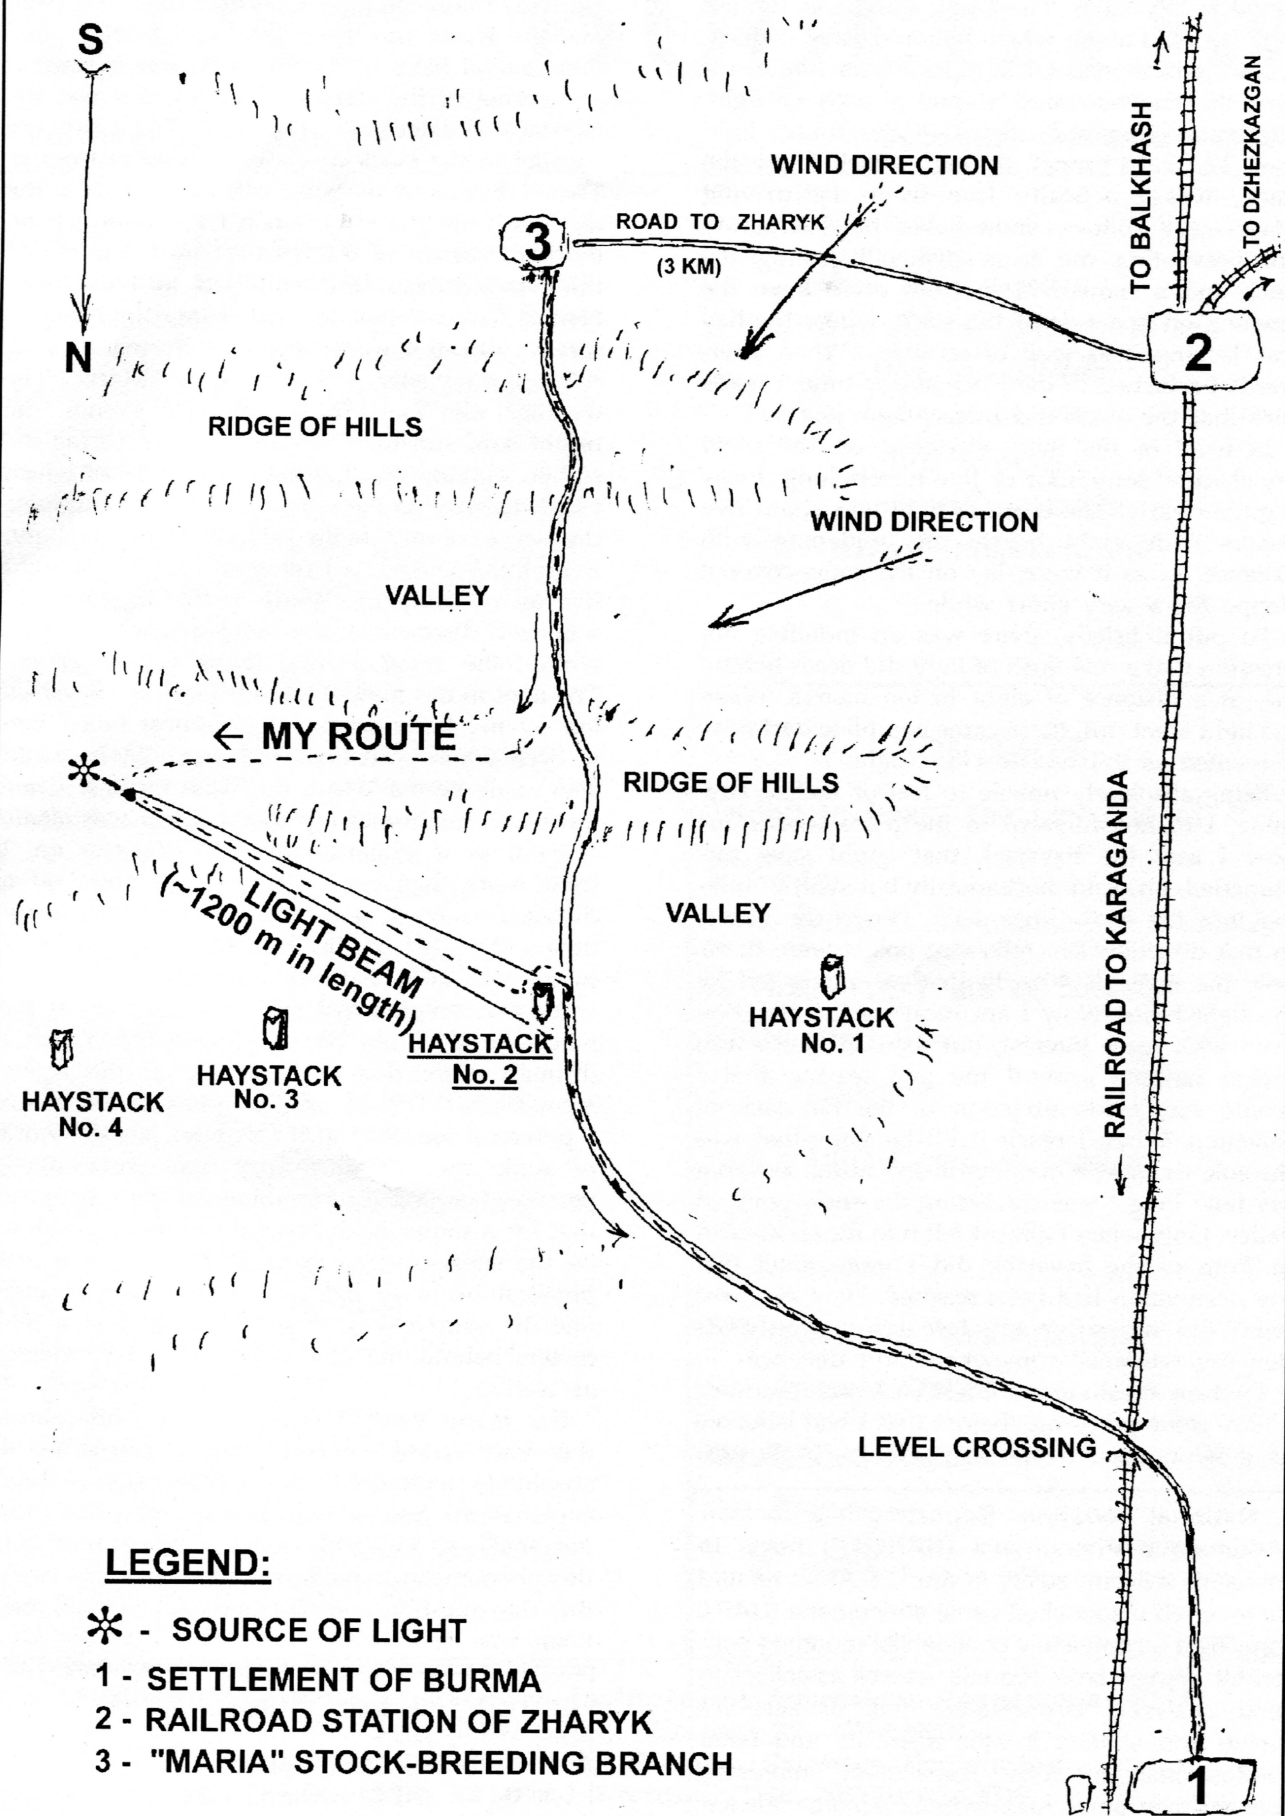 S
N
TO BALKHASH
TO DZHEZKAZGAN
WIND DIRECTION
3
ROAD TO ZHARYK
(3 KM)
2
RIDGE OF HILLS
WIND DIRECTION
VALLEY
← MY ROUTE
RIDGE OF HILLS
RAILROAD TO KARAGANDA
LIGHT BEAM
(~1200 m in length)
VALLEY
HAYSTACK
No. 1
HAYSTACK
No. 2
HAYSTACK
No. 3
HAYSTACK
No. 4
LEVEL CROSSING
LEGEND:
- SOURCE OF LIGHT
1 - SETTLEMENT OF BURMA
2 - RAILROAD STATION OF ZHARYK
3 - "MARIA" STOCK-BREEDING BRANCH
1